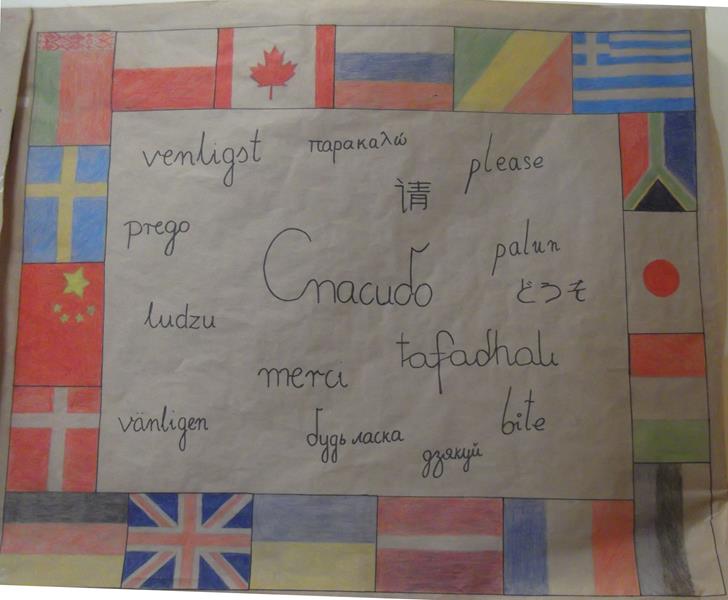 venligst
παρακαλώ
please
请
prego
Спасибо
palun
どうぞ
ludzu
merci
tafadhali
vänligen
будь ласка
дзякуй
bite